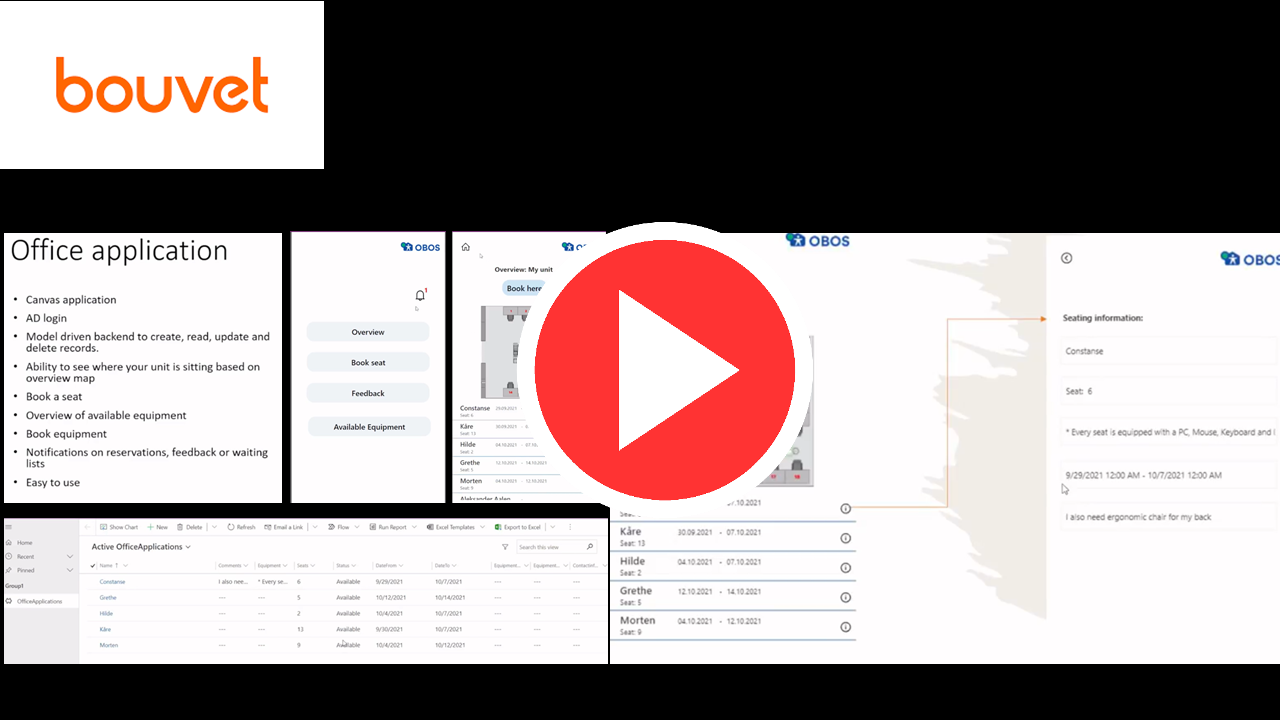 bouvet
Office application
• Canvas application
• AD login
• Model driven backend to create, read, update and
delete records.
• Ability to see where your unit is sitting based on
overview map
• Book a seat
• Overview of available equipment
• Book equipment
• Notifications on reservations, feedback or waiting
lists
• Easy to use
OBOS
1
Overview
Book seat
Feedback
Available Equipment
Overview: My unit
Book here
Constanse 29.09.2021 -
Seat: 6
Kåre 30.09.2021 -
Seat: 13
Hilde 04.10.2021 - 07.10.
Seat: 2
Grethe 12.10.2021 - 14.10.2021
Seat: 5
Morten 04.10.2021 - 12.10.2021
Seat: 9
Aleksander Aalen
OBOS
07.10.2021
Kåre 30.09.2021 - 07.10.2021
Seat: 13
Hilde 04.10.2021 - 07.10.2021
Seat: 2
Grethe 12.10.2021 - 14.10.2021
Seat: 5
Morten 04.10.2021 - 12.10.2021
Seat: 9
OBOS
Seating information:
Constanse
Seat: 6
* Every seat is equipped with a PC, Mouse, Keyboard and
9/29/2021 12:00 AM - 10/7/2021 12:00 AM
I also need ergonomic chair for my back
Show Chart New Delete Refresh Email a Link Flow Run Report Excel Templates Export to Excel
Home
Recent
Pinned
Group1
OfficeApplications
Active OfficeApplications
Search this view
Name ↑ Comments Equipment Seats Status DateFrom DateTo Equipment... Equipment... ContactInf...
Constanse I also nee... * Every se... 6 Available 9/29/2021 10/7/2021 --- --- ---
Grethe --- --- 5 Available 10/12/2021 10/14/2021 --- --- ---
Hilde --- --- 2 Available 10/4/2021 10/7/2021 --- --- ---
Kåre --- --- 13 Available 9/30/2021 10/7/2021 --- --- ---
Morten --- --- 9 Available 10/4/2021 10/12/2021 --- --- ---